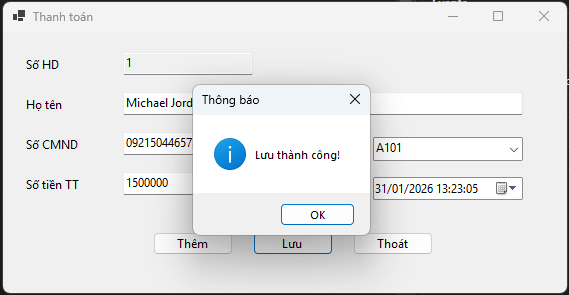 Thanh toán
Số HD
1
Họ tên
Michael Jord
Thông báo
Số CMND
09215044657
Lưu thành công!
A101
Số tiền TT
1500000
31/01/2026 13:23:05
OK
Thêm
Lưu
Thoát